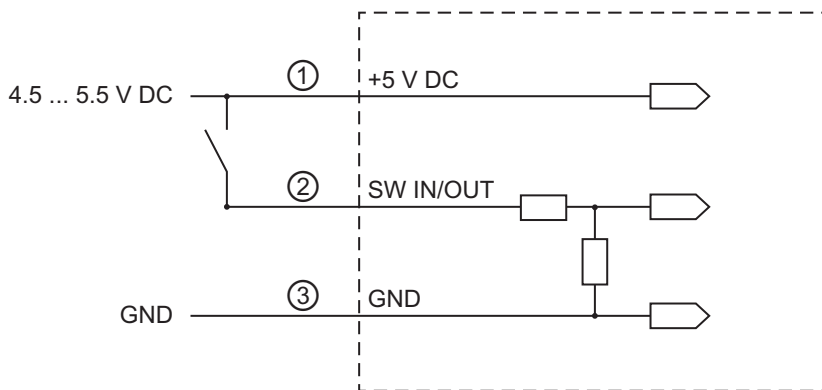 4.5 ... 5.5 V DC ① +5 V DC
② SW IN/OUT
GND ③ GND